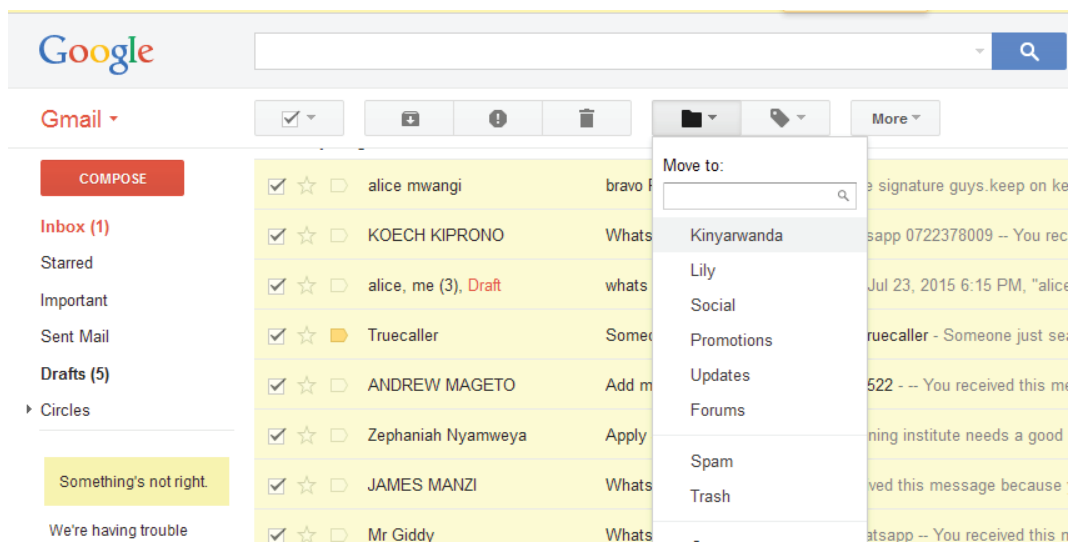 Google
Gmail
More
COMPOSE
Inbox (1)
Starred
Important
Sent Mail
Drafts (5)
Circles
Something's not right.
We're having trouble
Move to:
Kinyarwanda
Lily
Social
Promotions
Updates
Forums
Spam
Trash
alice mwangi bravo signature guys.keep on
KOECH KIPRONO Whats sapp 0722378009 -- You rec
alice, me (3), Draft whats Jul 23, 2015 6:15 PM, "alice
Truecaller Some ruecaller - Someone just sea
ANDREW MAGETO Add m 522 - -- You received this me
Zephaniah Nyamweya Apply ning institute needs a good
JAMES MANZI Whats ved this message because
Mr Giddy Whats atsapp -- You received this